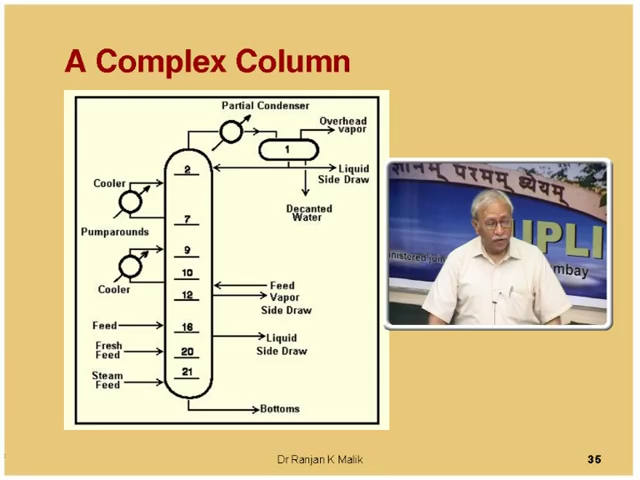 A Complex Column
Partial Condenser
Overhead
vapor
1
2
Liquid
Side Draw
Cooler
Decanted
Water
7
Pumparounds
9
10
Cooler
12
Feed
Vapor
Side Draw
Feed
16
Liquid
Side Draw
Fresh
Feed
20
Steam
Feed
21
Bottoms
ज्ञानम् परमम् ध्येयम्
Dr Ranjan K Malik
35